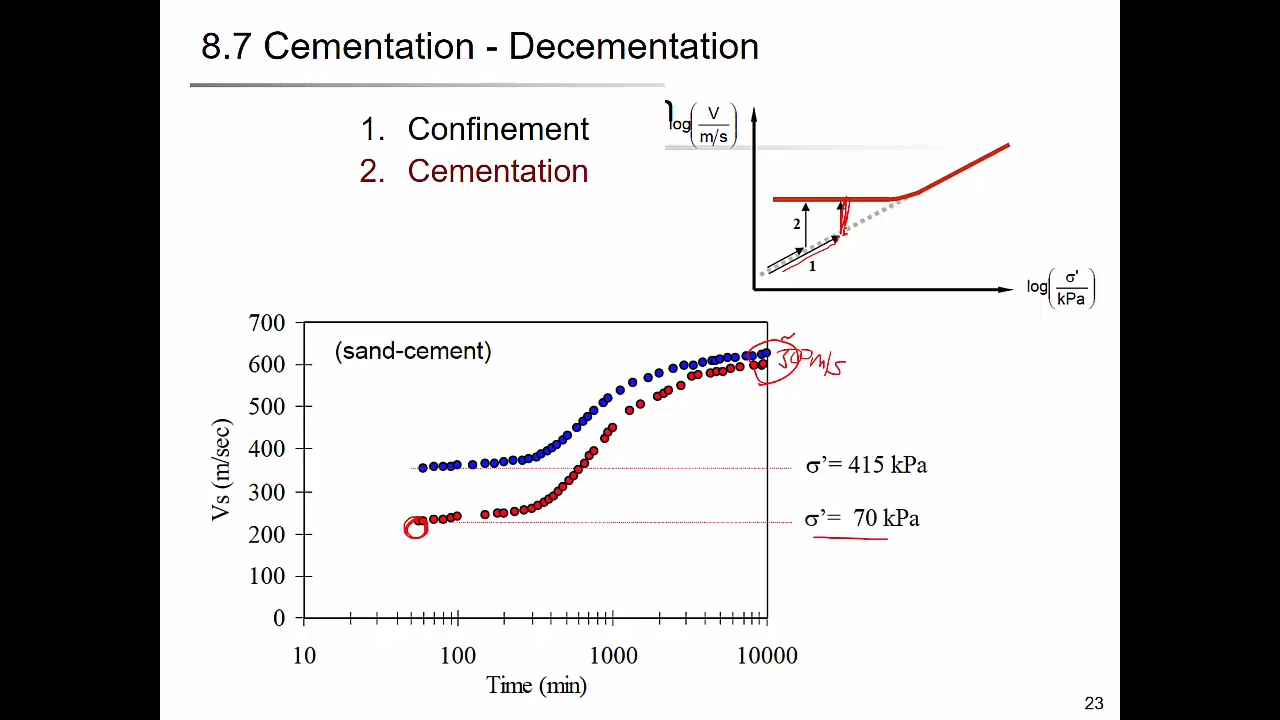 8.7 Cementation - Decementation
1. Confinement
2. Cementation
log(V / m/s)
2
1
log(σ' / kPa)
700
600
500
400
300
200
100
0
Vs (m/sec)
(sand-cement)
m/s
σ'= 415 kPa
σ'= 70 kPa
10
100
1000
10000
Time (min)
23